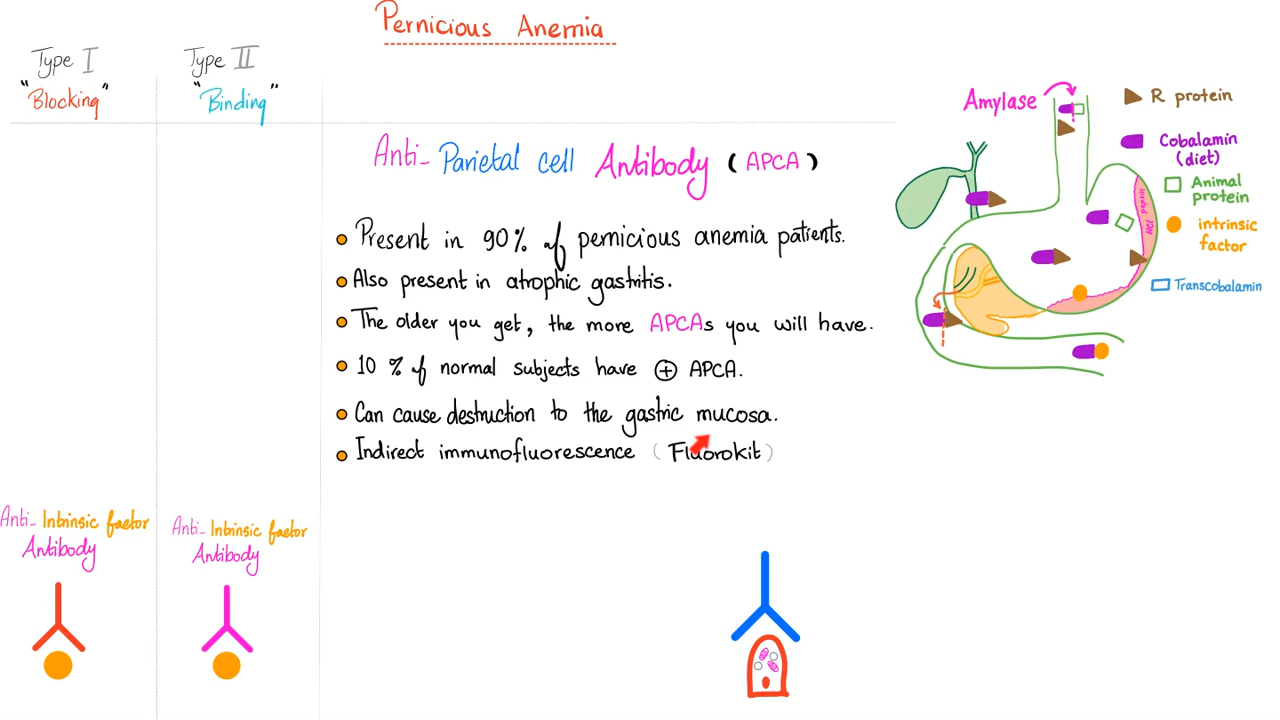 Pernicious Anemia
Type I
"Blocking"
Type II
"Binding"
Anti-Parietal cell Antibody (APCA)
Present in 90% of pernicious anemia patients.
Also present in atrophic gastritis.
The older you get, the more APCAs you will have.
10 % of normal subjects have + APCA.
Can cause destruction to the gastric mucosa.
Indirect immunofluorescence (Fluorokit)
Anti-Intrinsic factor
Antibody
Anti-Intrinsic factor
Antibody
Amylase
HCl pepsin
R protein
Cobalamin
(diet)
Animal
protein
intrinsic
factor
Transcobalamin